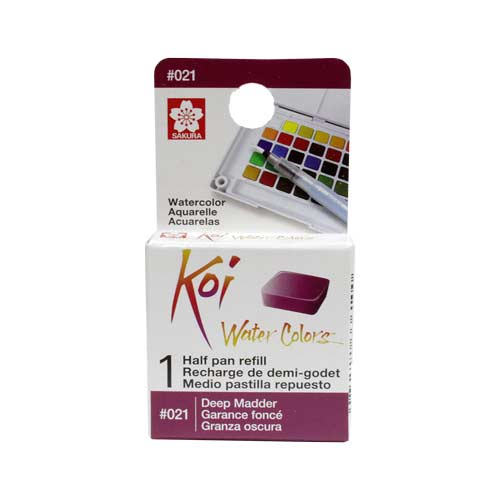 #021
SAKURA
Watercolor
Aquarelle
Acuarelas
Koi
Water Colors
1 Half pan refill
Recharge de demi-godet
Medio pastilla repuesto
#021
Deep Madder
Garance foncé
Granza oscura